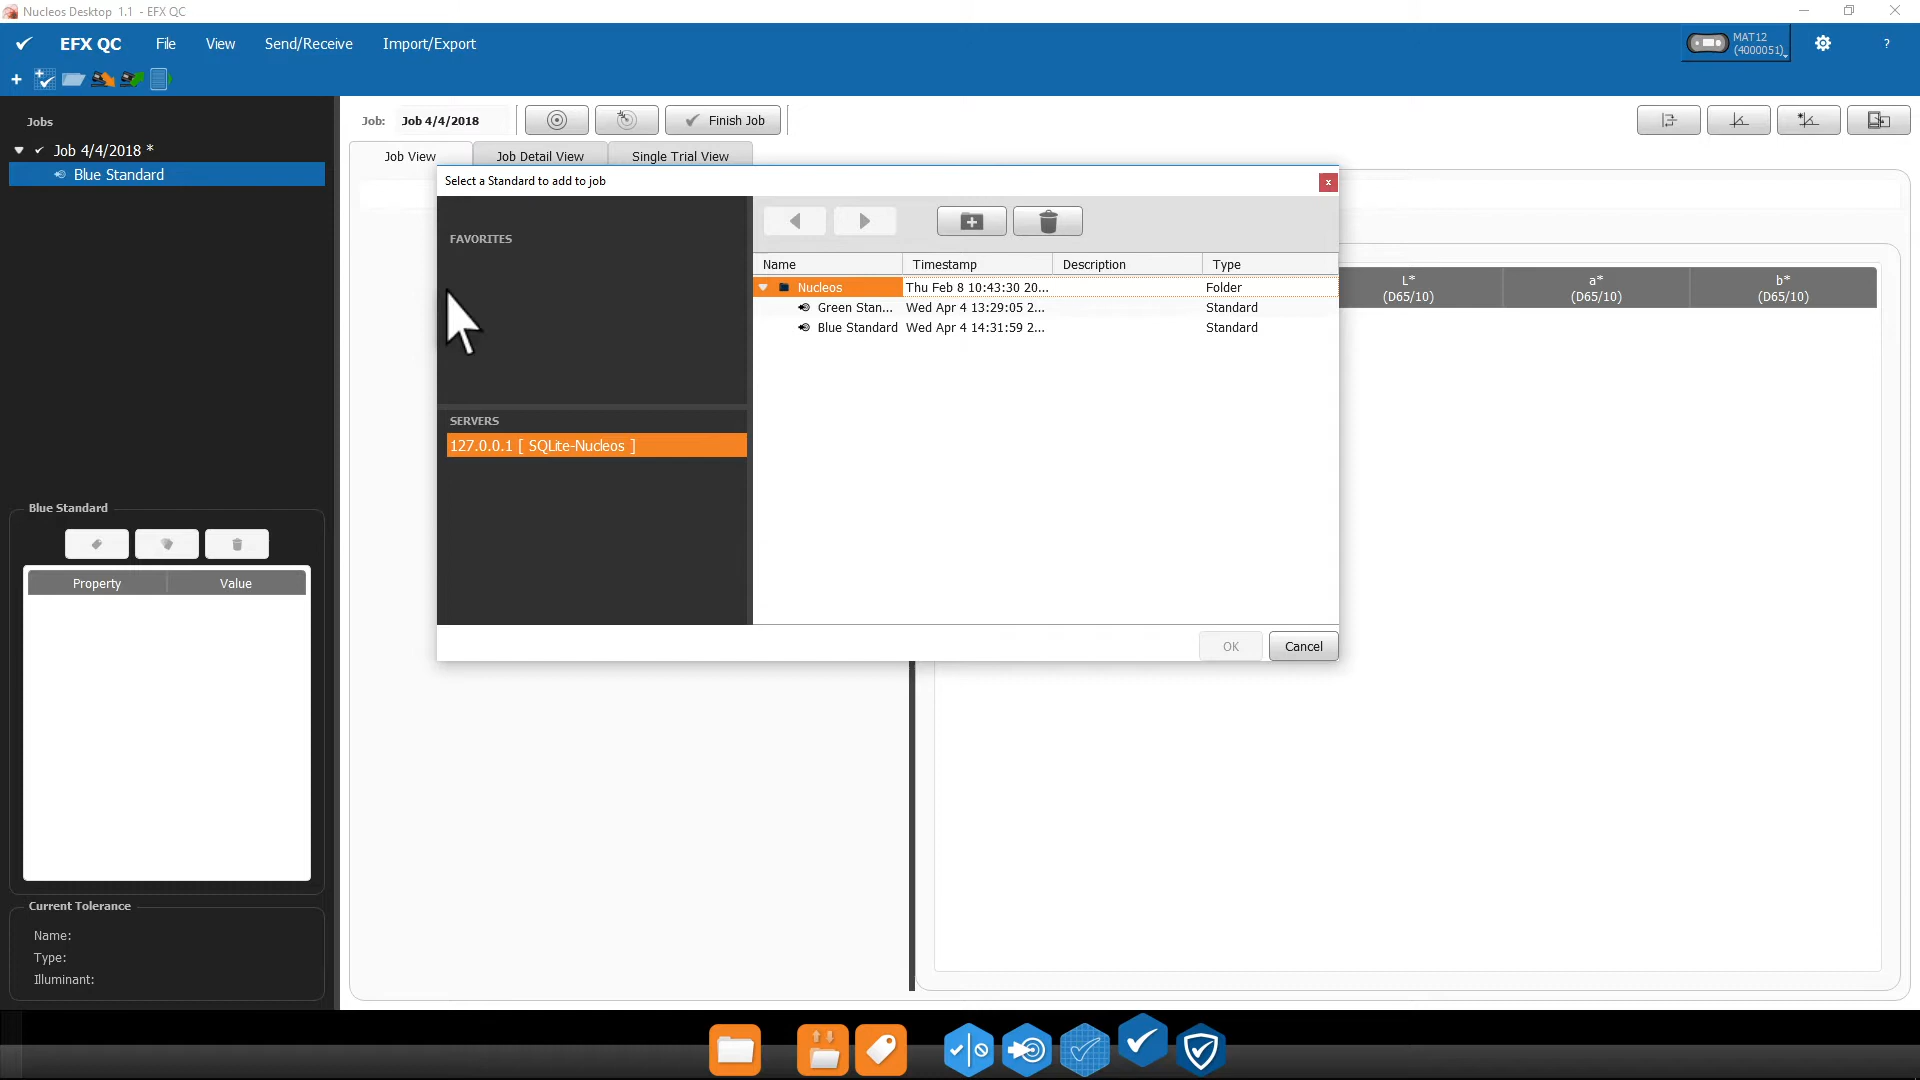 Nucleos Desktop 1.1 - EFX QC
EFX QC File View Send/Receive Import/Export
MAT12
(4000051)
?
Jobs
Job 4/4/2018 *
Blue Standard
Job: Job 4/4/2018 Finish Job
Job View Job Detail View Single Trial View
Select a Standard to add to job
FAVORITES
SERVERS
127.0.0.1 [ SQLite-Nucleos ]
Name Timestamp Description Type
Nucleos Thu Feb 8 10:43:30 20... Folder
Green Stan... Wed Apr 4 13:29:05 2... Standard
Blue Standard Wed Apr 4 14:31:59 2... Standard
OK Cancel
L* a* b*
(D65/10) (D65/10) (D65/10)
Blue Standard
Property Value
Current Tolerance
Name:
Type:
Illuminant: